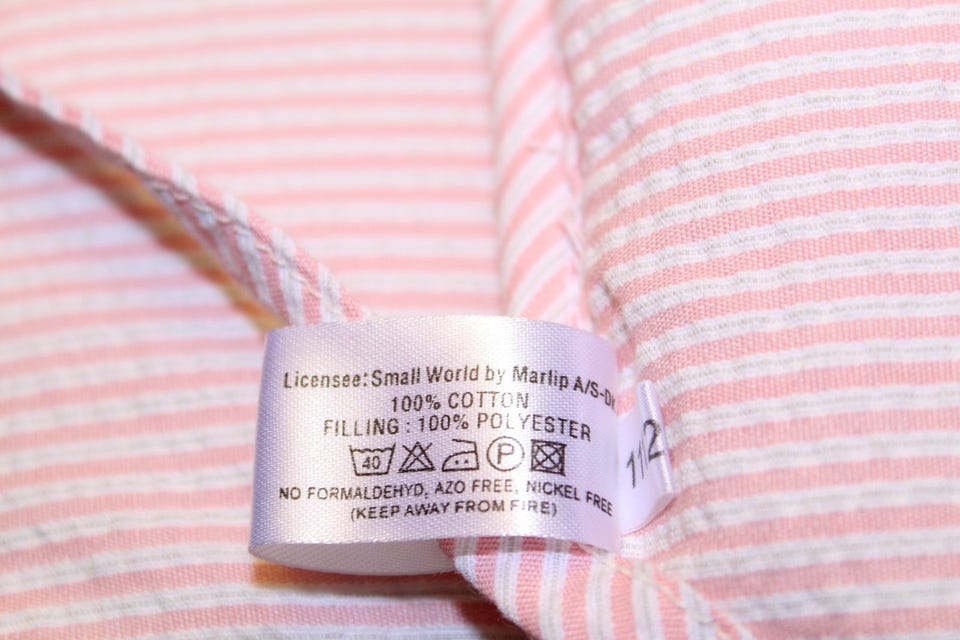 Licensee: Small World by Marlip A/S-DK
100% COTTON
FILLING : 100% POLYESTER
40 P
NO FORMALDEHYD, AZO FREE, NICKEL FREE
(KEEP AWAY FROM FIRE)